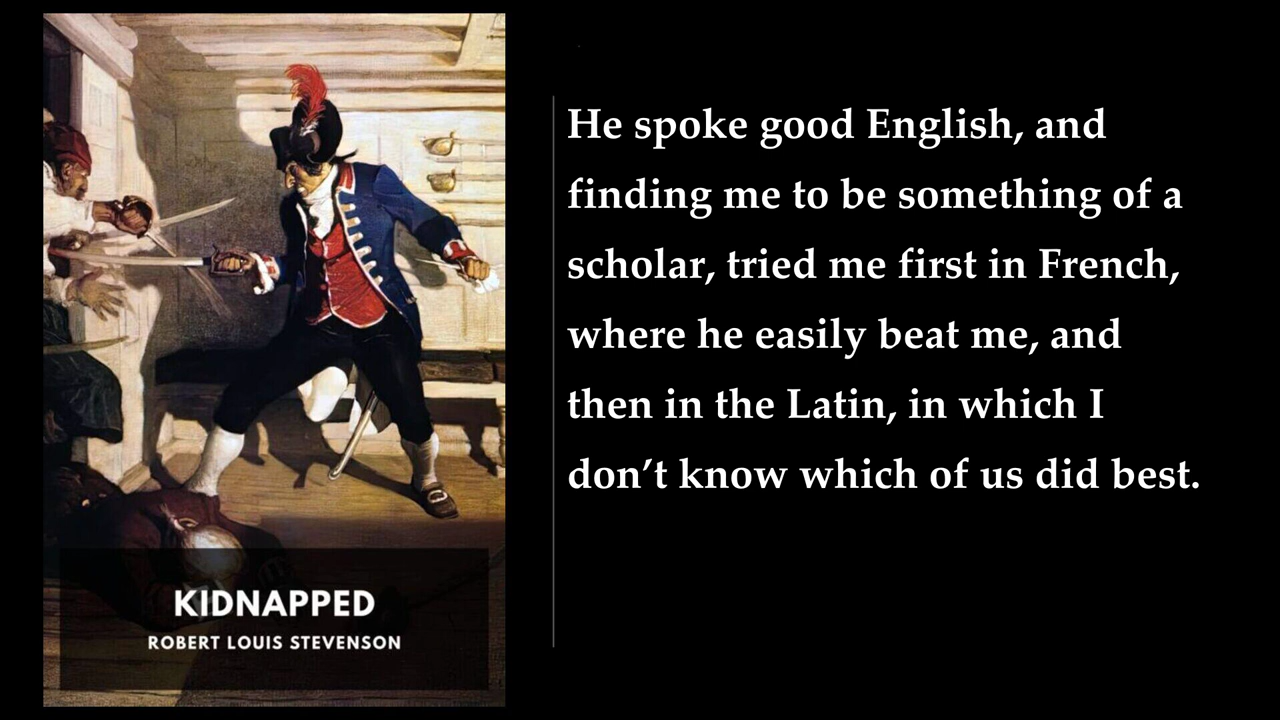 He spoke good English, and
finding me to be something of a
scholar, tried me first in French,
where he easily beat me, and
then in the Latin, in which I
don’t know which of us did best.
KIDNAPPED
ROBERT LOUIS STEVENSON